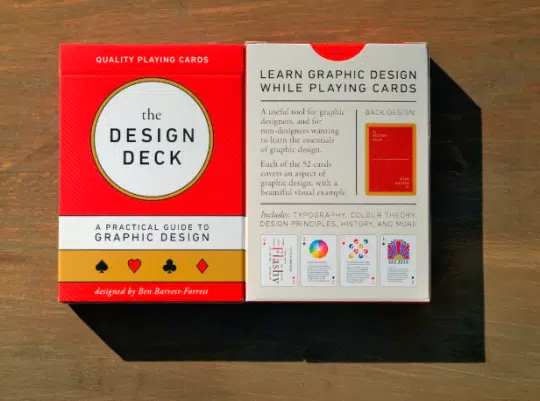 QUALITY PLAYING CARDS
the
DESIGN
DECK
A PRACTICAL GUIDE TO
GRAPHIC DESIGN
designed by Ben Barrett-Forrest
LEARN GRAPHIC DESIGN
WHILE PLAYING CARDS
A useful tool for graphic
designers, and for
non-designers wanting
to learn the essentials
of graphic design.
Each of the 52 cards
covers an aspect of
graphic design, with a
beautiful visual example.
BACK DESIGN:
Includes: TYPOGRAPHY, COLOUR THEORY,
DESIGN PRINCIPLES, HISTORY, AND MORE
Flashy